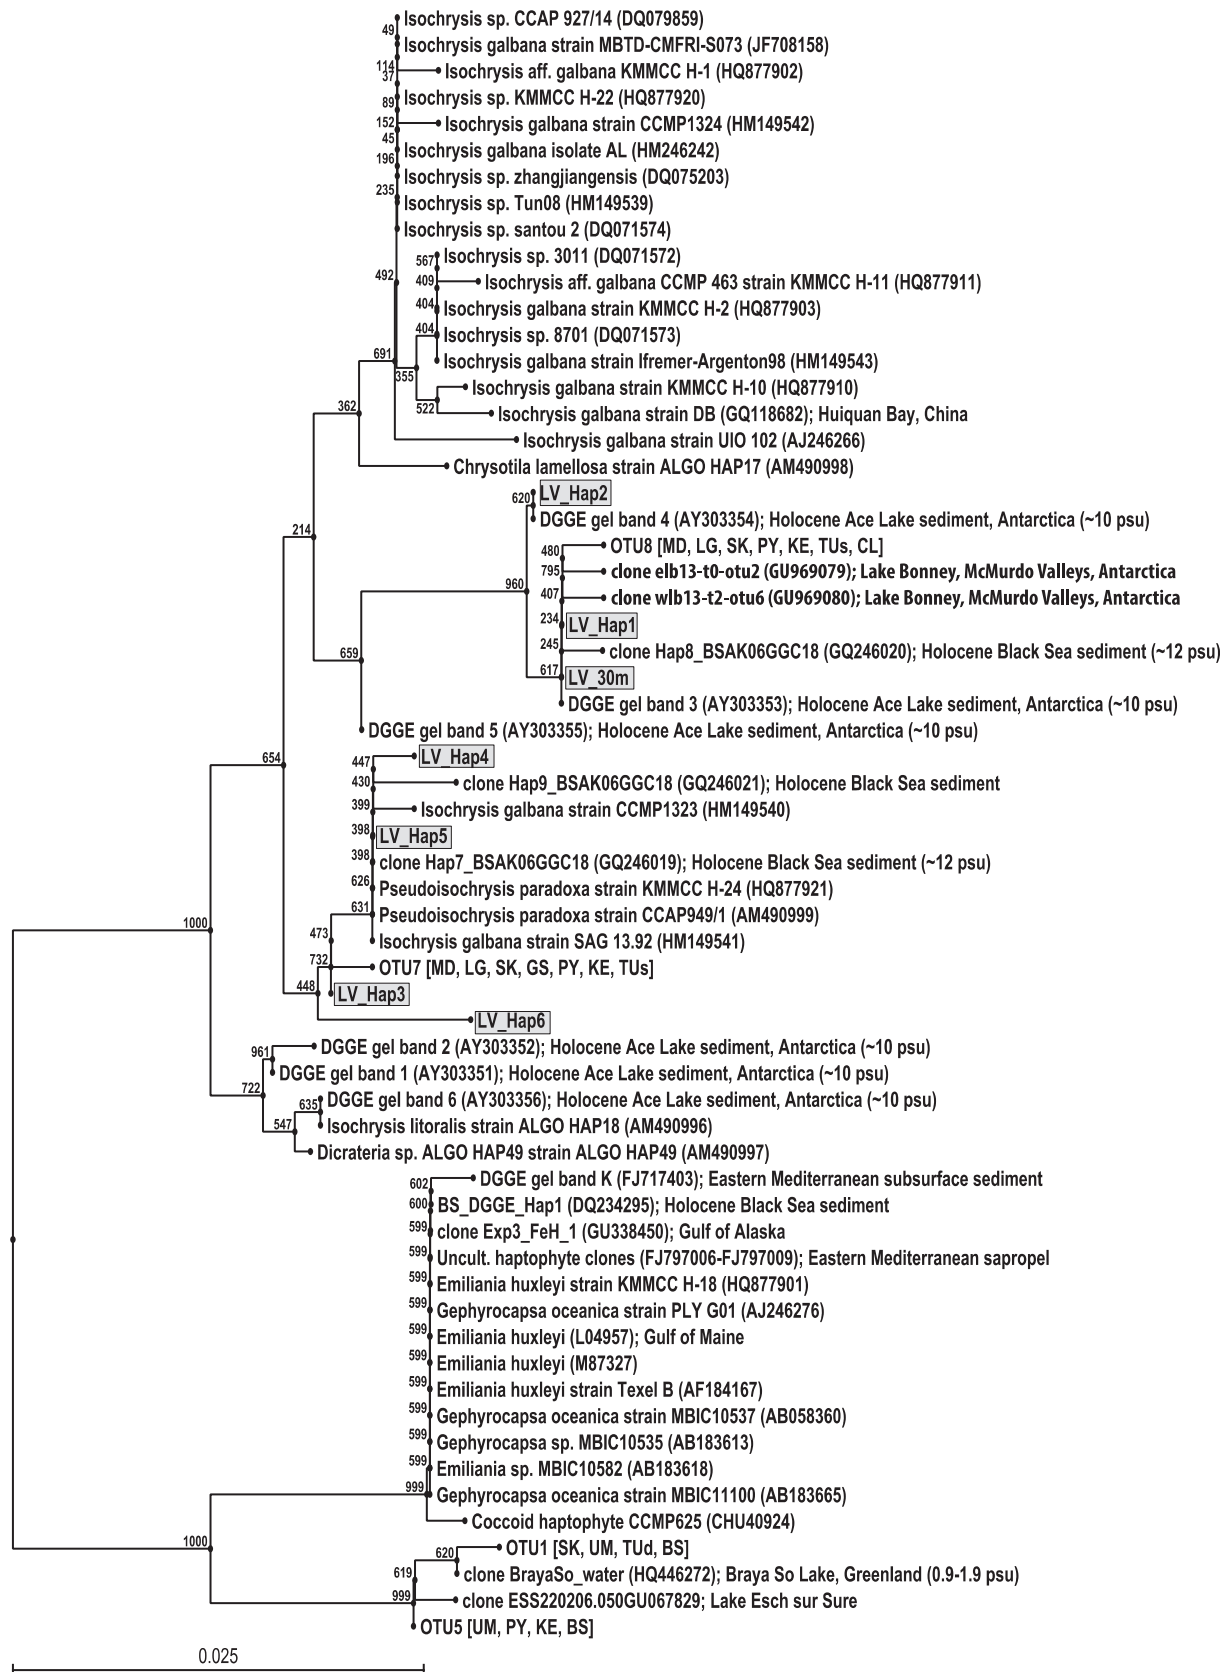 Isochrysis sp. CCAP 927/14 (DQ079859)
49
Isochrysis galbana strain MBTD-CMFRI-S073 (JF708158)
114
Isochrysis aff. galbana KMMCC H-1 (HQ877902)
37
Isochrysis sp. KMMCC H-22 (HQ877920)
89
152
Isochrysis galbana strain CCMP1324 (HM149542)
45
Isochrysis galbana isolate AL (HM246242)
196
Isochrysis sp. zhangjiangensis (DQ075203)
235
Isochrysis sp. Tun08 (HM149539)
Isochrysis sp. santou 2 (DQ071574)
Isochrysis sp. 3011 (DQ071572)
567
492
409
Isochrysis aff. galbana CCMP 463 strain KMMCC H-11 (HQ877911)
404
Isochrysis galbana strain KMMCC H-2 (HQ877903)
404
Isochrysis sp. 8701 (DQ071573)
691
Isochrysis galbana strain Ifremer-Argenton98 (HM149543)
355
Isochrysis galbana strain KMMCC H-10 (HQ877910)
362
522
Isochrysis galbana strain DB (GQ118682); Huiquan Bay, China
Isochrysis galbana strain UIO 102 (AJ246266)
Chrysotila lamellosa strain ALGO HAP17 (AM490998)
620
LV_Hap2
DGGE gel band 4 (AY303354); Holocene Ace Lake sediment, Antarctica (~10 psu)
214
480
OTU8 [MD, LG, SK, PY, KE, TUs, CL]
795
clone elb13-t0-otu2 (GU969079); Lake Bonney, McMurdo Valleys, Antarctica
960
407
clone wlb13-t2-otu6 (GU969080); Lake Bonney, McMurdo Valleys, Antarctica
234
LV_Hap1
245
clone Hap8_BSAK06GGC18 (GQ246020); Holocene Black Sea sediment (~12 psu)
659
617
LV_30m
DGGE gel band 3 (AY303353); Holocene Ace Lake sediment, Antarctica (~10 psu)
DGGE gel band 5 (AY303355); Holocene Ace Lake sediment, Antarctica (~10 psu)
654
447
LV_Hap4
430
clone Hap9_BSAK06GGC18 (GQ246021); Holocene Black Sea sediment
399
Isochrysis galbana strain CCMP1323 (HM149540)
398
LV_Hap5
398
clone Hap7_BSAK06GGC18 (GQ246019); Holocene Black Sea sediment (~12 psu)
626
Pseudoisochrysis paradoxa strain KMMCC H-24 (HQ877921)
631
Pseudoisochrysis paradoxa strain CCAP949/1 (AM490999)
1000
473
Isochrysis galbana strain SAG 13.92 (HM149541)
732
OTU7 [MD, LG, SK, GS, PY, KE, TUs]
448
LV_Hap3
LV_Hap6
961
DGGE gel band 2 (AY303352); Holocene Ace Lake sediment, Antarctica (~10 psu)
DGGE gel band 1 (AY303351); Holocene Ace Lake sediment, Antarctica (~10 psu)
722
635
DGGE gel band 6 (AY303356); Holocene Ace Lake sediment, Antarctica (~10 psu)
547
Isochrysis litoralis strain ALGO HAP18 (AM490996)
Dicrateria sp. ALGO HAP49 strain ALGO HAP49 (AM490997)
602
DGGE gel band K (FJ717403); Eastern Mediterranean subsurface sediment
600
BS_DGGE_Hap1 (DQ234295); Holocene Black Sea sediment
599
clone Exp3_FeH_1 (GU338450); Gulf of Alaska
599
Uncult. haptophyte clones (FJ797006-FJ797009); Eastern Mediterranean sapropel
599
Emiliania huxleyi strain KMMCC H-18 (HQ877901)
599
Gephyrocapsa oceanica strain PLY G01 (AJ246276)
599
Emiliania huxleyi (L04957); Gulf of Maine
599
Emiliania huxleyi (M87327)
599
Emiliania huxleyi strain Texel B (AF184167)
599
Gephyrocapsa oceanica strain MBIC10537 (AB058360)
599
Gephyrocapsa sp. MBIC10535 (AB183613)
599
Emiliania sp. MBIC10582 (AB183618)
999
Gephyrocapsa oceanica strain MBIC11100 (AB183665)
Coccoid haptophyte CCMP625 (CHU40924)
1000
620
OTU1 [SK, UM, TUd, BS]
619
clone BrayaSo_water (HQ446272); Braya So Lake, Greenland (0.9-1.9 psu)
999
clone ESS220206.050GU067829; Lake Esch sur Sure
OTU5 [UM, PY, KE, BS]
0.025